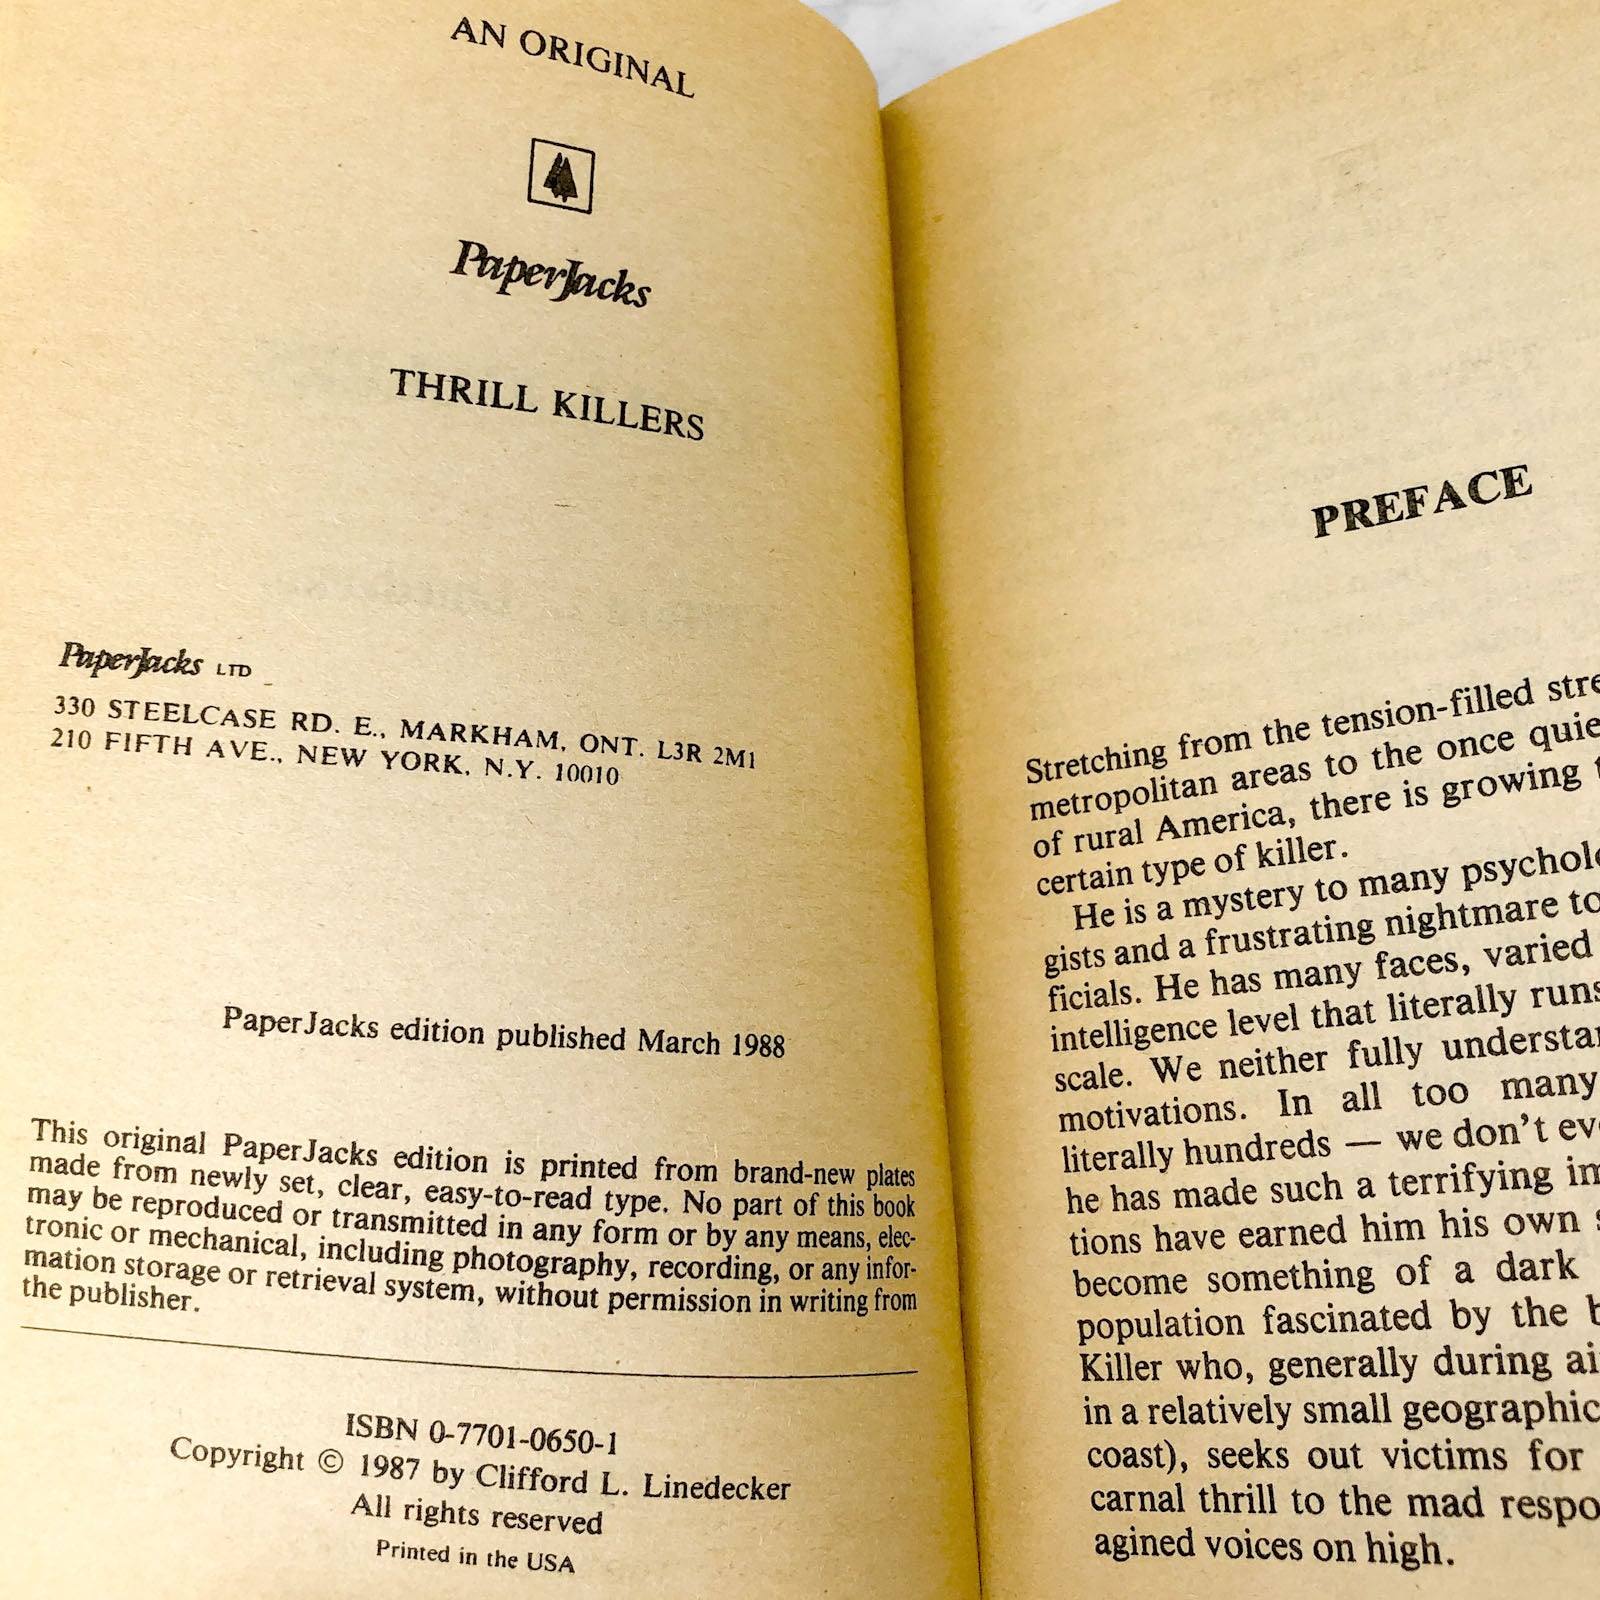 AN ORIGINAL
PaperJacks
THRILL KILLERS
PaperJacks LTD
330 STEELCASE RD. E., MARKHAM, ONT. L3R 2M1
210 FIFTH AVE., NEW YORK, N.Y. 10010
PaperJacks edition published March 1988
This original PaperJacks edition is printed from brand-new plates
made from newly set, clear, easy-to-read type. No part of this book
may be reproduced or transmitted in any form or by any means, elec-
tronic or mechanical, including photography, recording, or any infor-
mation storage or retrieval system, without permission in writing from
the publisher.
ISBN 0-7701-0650-1
Copyright © 1987 by Clifford L. Linedecker
All rights reserved
Printed in the USA
PREFACE
Stretching from the tension-filled
metropolitan areas to the once
of rural America, there is growing
certain type of killer.
He is a mystery to many
gists and a frustrating nightmare to
ficials. He has many faces, varied
intelligence level that literally runs
scale. We neither fully
motivations. In all too many
literally hundreds — we don't
he has made such a terrifying
tions have earned him his own
become something of a dark
population fascinated by the
Killer who, generally during
in a relatively small geographic
coast), seeks out victims for
carnal thrill to the mad
agined voices on high.